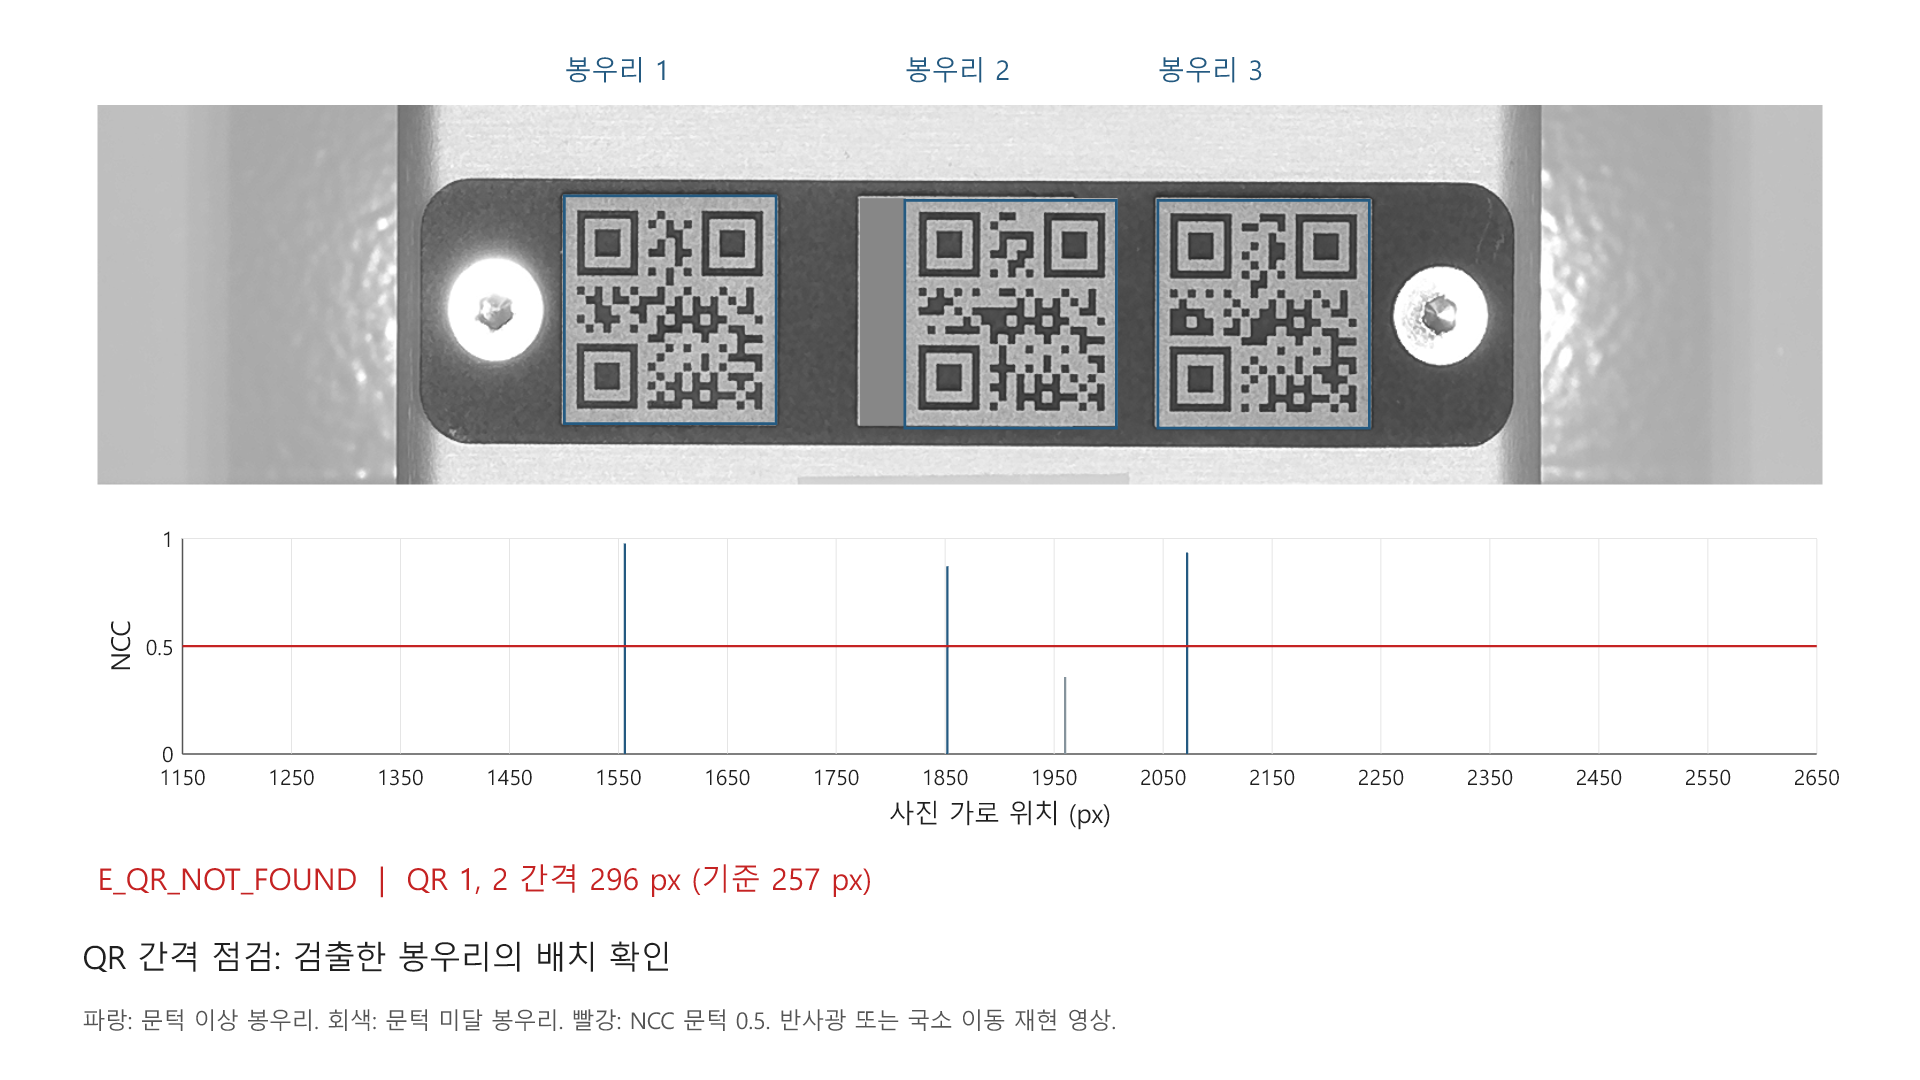 봉우리 1
봉우리 2
봉우리 3
1
0.5
0
NCC
1150 1250 1350 1450 1550 1650 1750 1850 1950 2050 2150 2250 2350 2450 2550 2650
사진 가로 위치 (px)
E_QR_NOT_FOUND | QR 1, 2 간격 296 px (기준 257 px)
QR 간격 점검: 검출한 봉우리의 배치 확인
파랑: 문턱 이상 봉우리. 회색: 문턱 미달 봉우리. 빨강: NCC 문턱 0.5. 반사광 또는 국소 이동 재현 영상.